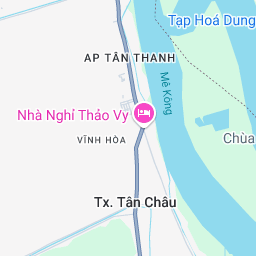 Tạp Hoá Dung
AP TÂN THANH
Mê Kông
Nhà Nghỉ Thảo Vy
Chùa
VĨNH HÒA
Tx. Tân Châu